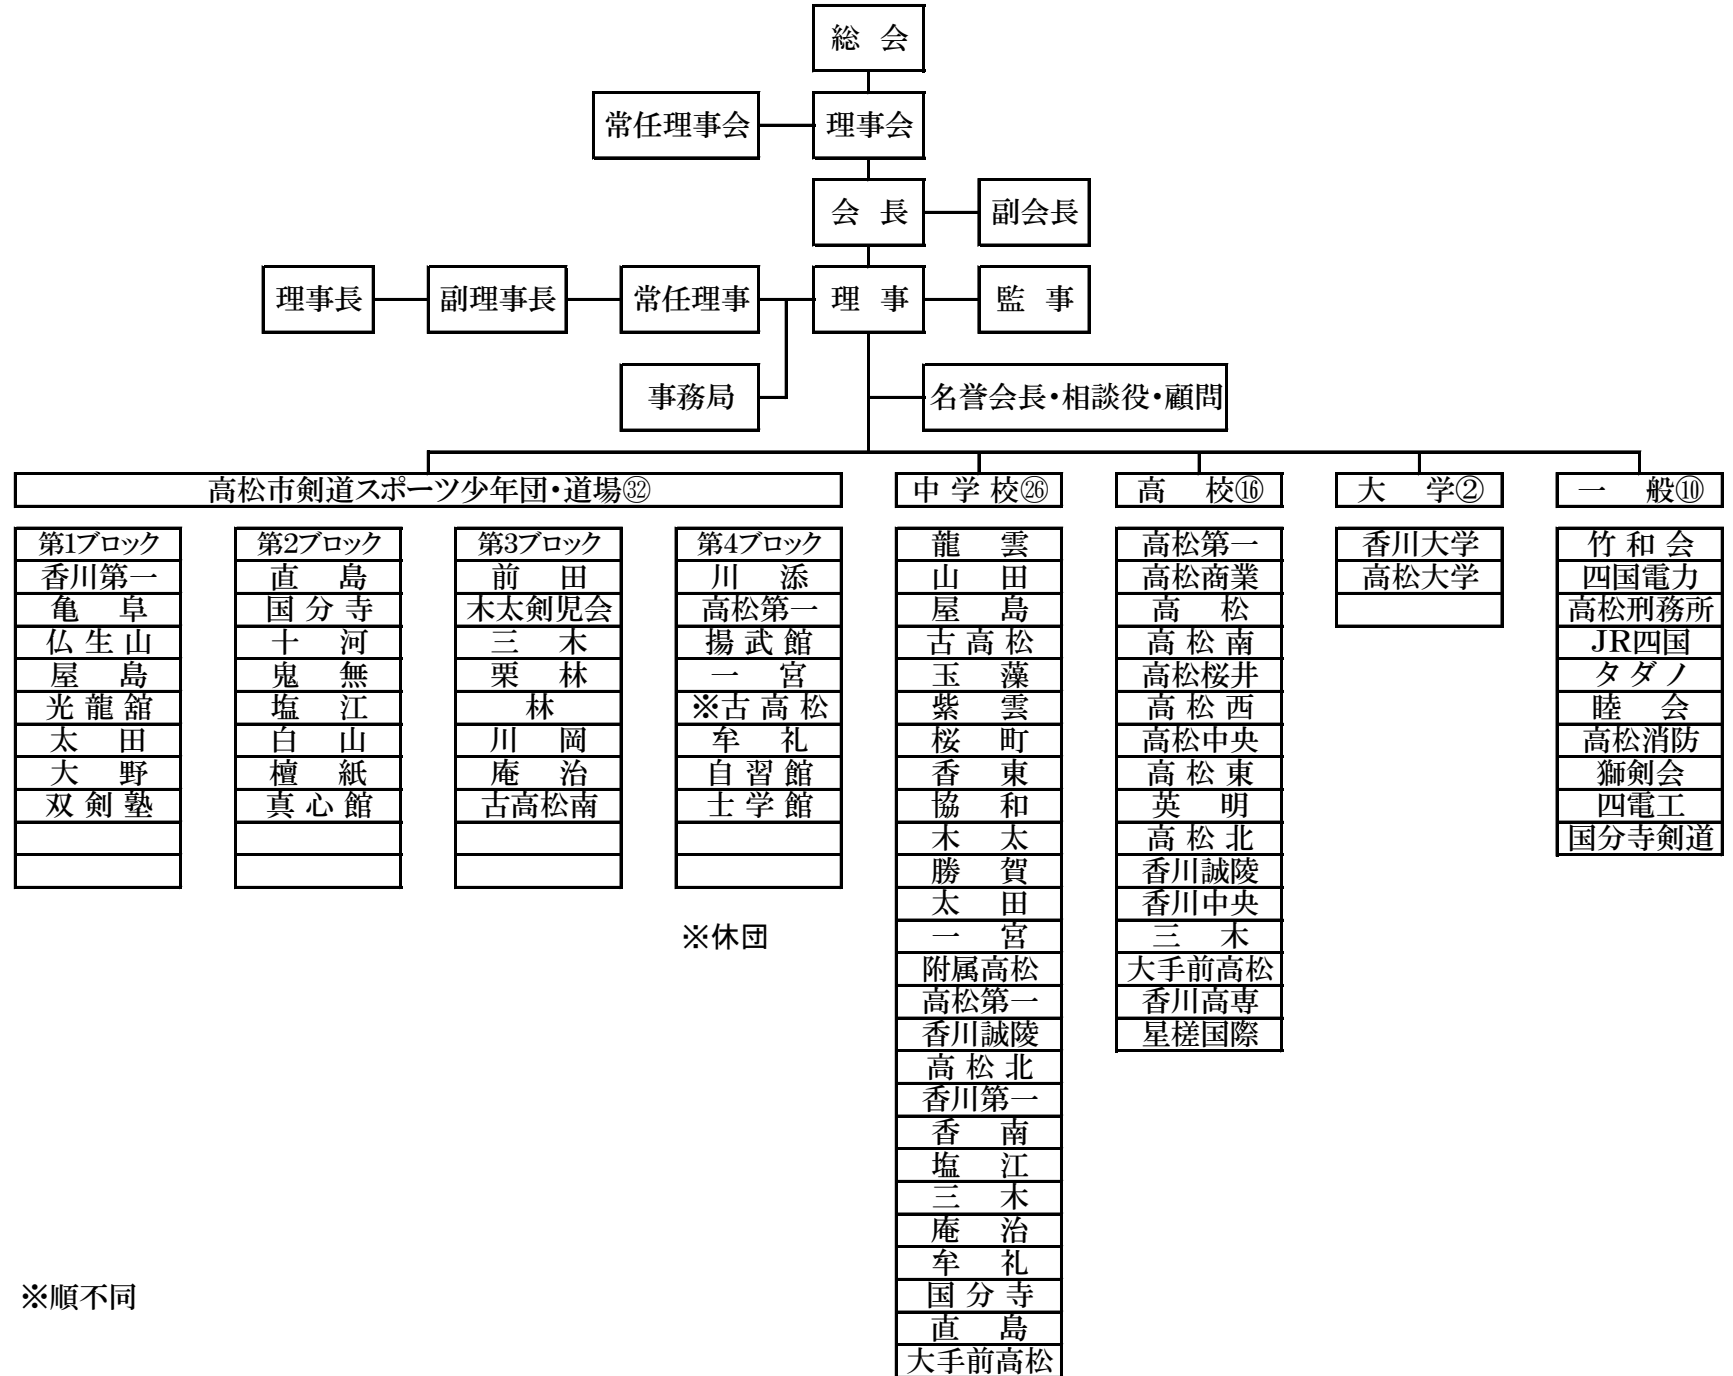 総 会
常任理事会
理事会
会 長
副会長
理事長
副理事長
常任理事
理 事
監 事
事務局
名誉会長・相談役・顧問
高松市剣道スポーツ少年団・道場㉜
第1ブロック
香川第一
亀 阜
仏 生 山
屋 島
光 龍 舘
太 田
大 野
双 剣 塾
第2ブロック
直 島
国 分 寺
十 河
鬼 無
塩 江
白 山
檀 紙
真 心 館
第3ブロック
前 田
木太剣児会
三 木
栗 林
林
川 岡
庵 治
古高松南
第4ブロック
川 添
高松第一
揚 武 館
一 宮
※古 高 松
牟 礼
自 習 館
士 学 館
※休団
中 学 校㉖
龍 雲
山 田
屋 島
古 高 松
玉 藻
紫 雲
桜 町
香 東
協 和
木 太
勝 賀
太 田
一 宮
附属高松
高松第一
香川誠陵
高 松 北
香川第一
香 南
塩 江
三 木
庵 治
牟 礼
国 分 寺
直 島
大手前高松
高 校⑯
高松第一
高松商業
高 松
高 松 南
高松桜井
高 松 西
高松中央
高 松 東
英 明
高 松 北
香川誠陵
香川中央
三 木
大手前高松
香川高専
星槎国際
大 学②
香川大学
高松大学
一 般⑩
竹 和 会
四国電力
高松刑務所
JR四国
タダノ
睦 会
高松消防
獅剣会
四電工
国分寺剣道
※順不同